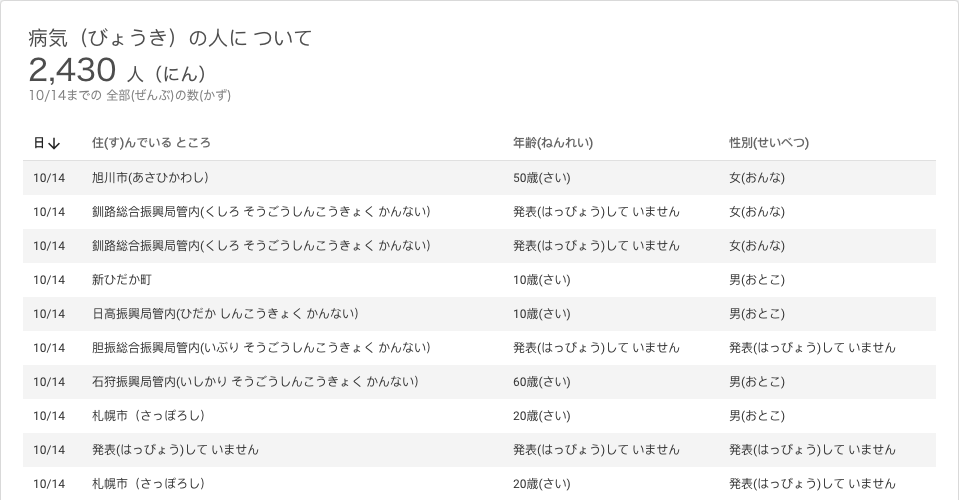 病気（びょうき）の人に ついて
2,430 人（にん）
10/14までの 全部(ぜんぶ)の数(かず)
日↓ 住(す)んでいる ところ 年齢(ねんれい) 性別(せいべつ)
10/14 旭川市(あさひかわし） 50歳(さい) 女(おんな)
10/14 釧路総合振興局管内(くしろ そうごうしんこうきょく かんない） 発表(はっぴょう)して いません 女(おんな)
10/14 釧路総合振興局管内(くしろ そうごうしんこうきょく かんない） 発表(はっぴょう)して いません 女(おんな)
10/14 新ひだか町 10歳(さい) 男(おとこ)
10/14 日高振興局管内(ひだか しんこうきょく かんない） 10歳(さい) 男(おとこ)
10/14 胆振総合振興局管内(いぶり そうごうしんこうきょく かんない） 発表(はっぴょう)して いません 発表(はっぴょう)して いません
10/14 石狩振興局管内(いしかり そうごうしんこうきょく かんない） 60歳(さい) 男(おとこ)
10/14 札幌市（さっぽろし） 20歳(さい) 男(おとこ)
10/14 発表(はっぴょう)して いません 発表(はっぴょう)して いません 発表(はっぴょう)して いません
10/14 札幌市（さっぽろし） 20歳(さい) 発表(はっぴょう)して いません